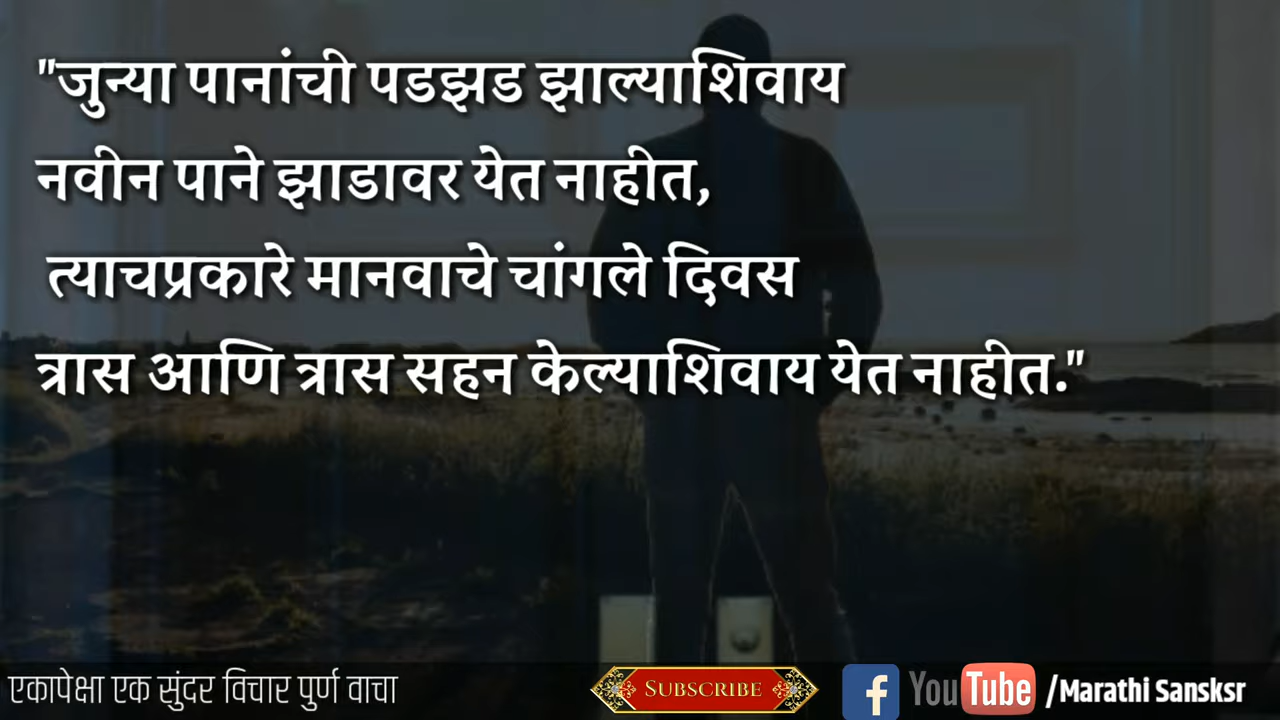 "जुन्या पानांची पडझड झाल्याशिवाय
नवीन पाने झाडावर येत नाहीत,
त्याचप्रकारे मानवाचे चांगले दिवस
त्रास आणि त्रास सहन केल्याशिवाय येत नाहीत."
एकापेक्षा एक सुंदर विचार पुर्ण वाचा SUBSCRIBE f YouTube /Marathi Sansksr